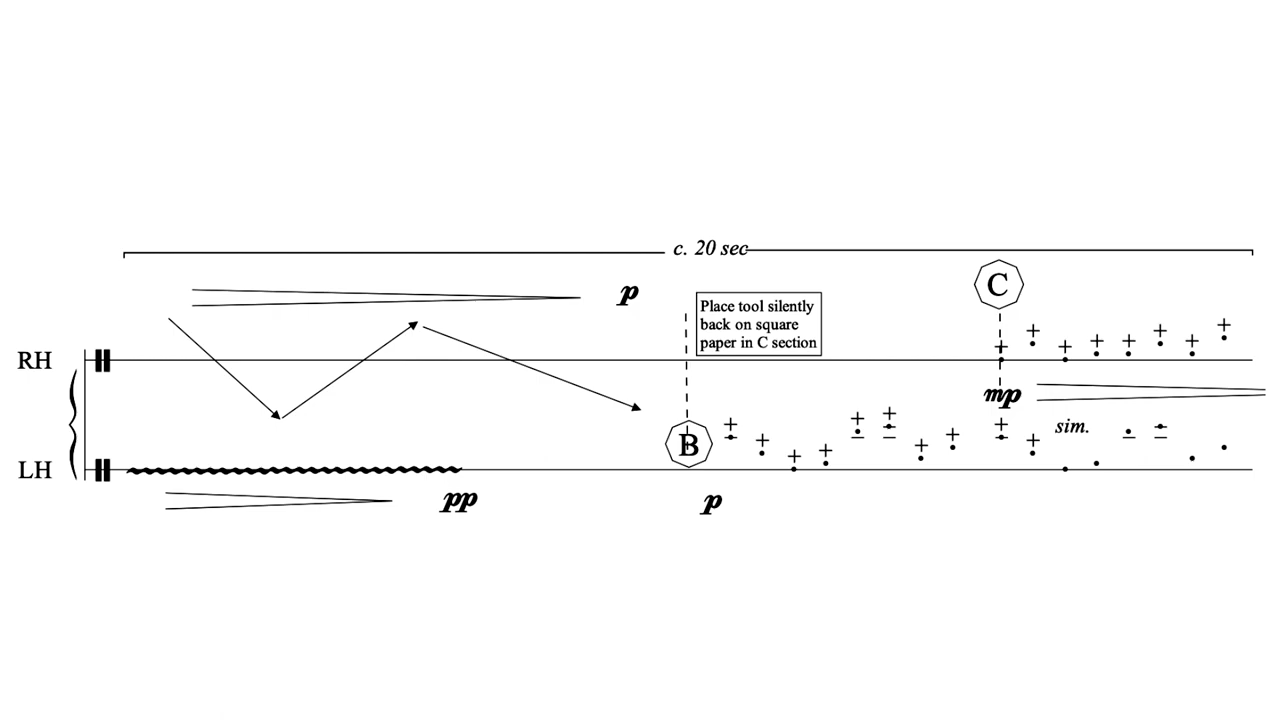 c. 20 sec
C
p
Place tool silently
back on square
paper in C section
RH
mp
B
sim.
LH
pp
p